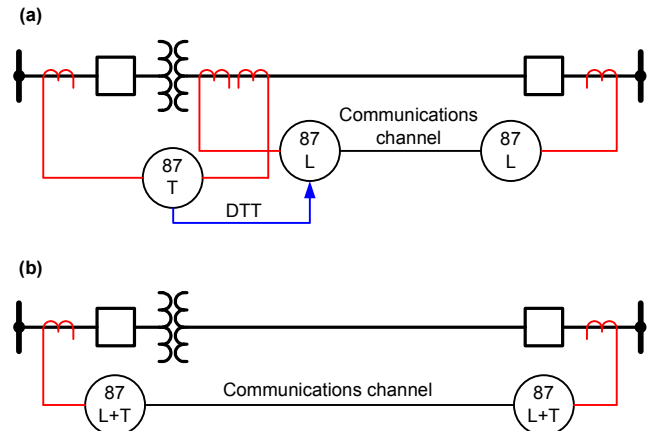 (a)
Communications
channel
87
L
87
L
87
T
DTT
(b)
Communications channel
87
L+T
87
L+T